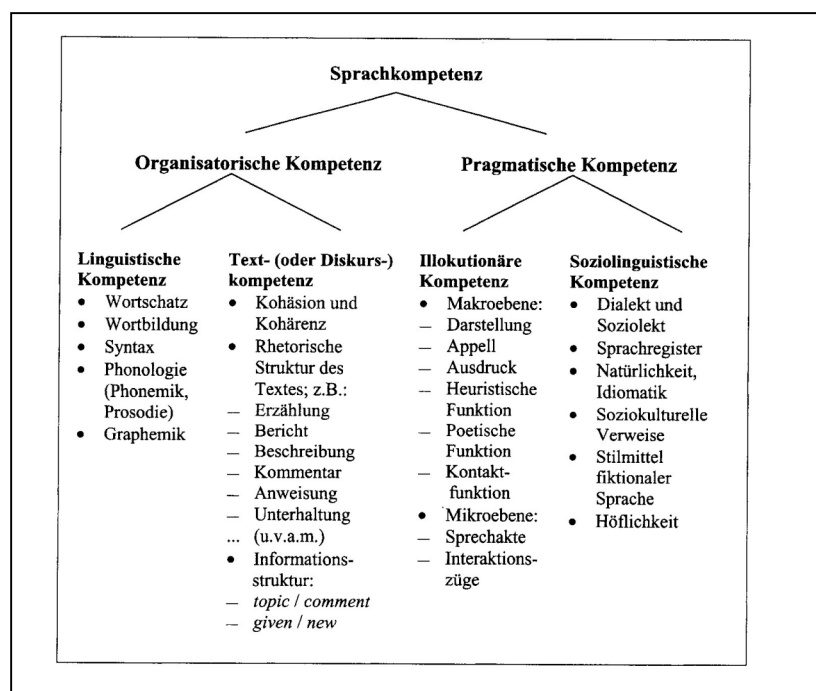 Sprachkompetenz
Organisatorische Kompetenz
Pragmatische Kompetenz
Linguistische
Kompetenz
• Wortschatz
• Wortbildung
• Syntax
• Phonologie
(Phonemik,
Prosodie)
• Graphemik
Text- (oder Diskurs-)
kompetenz
• Kohäsion und
Kohärenz
• Rhetorische
Struktur des
Textes; z.B.:
– Erzählung
– Bericht
– Beschreibung
– Kommentar
– Anweisung
– Unterhaltung
... (u.v.a.m.)
• Informations-
struktur:
– topic / comment
– given / new
Illokutionäre
Kompetenz
• Makroebene:
– Darstellung
– Appell
– Ausdruck
– Heuristische
Funktion
– Poetische
Funktion
– Kontakt-
funktion
• Mikroebene:
– Sprechakte
– Interaktions-
züge
Soziolinguistische
Kompetenz
• Dialekt und
Soziolekt
• Sprachregister
• Natürlichkeit,
Idiomatik
• Soziokulturelle
Verweise
• Stilmittel
fiktionaler
Sprache
• Höflichkeit